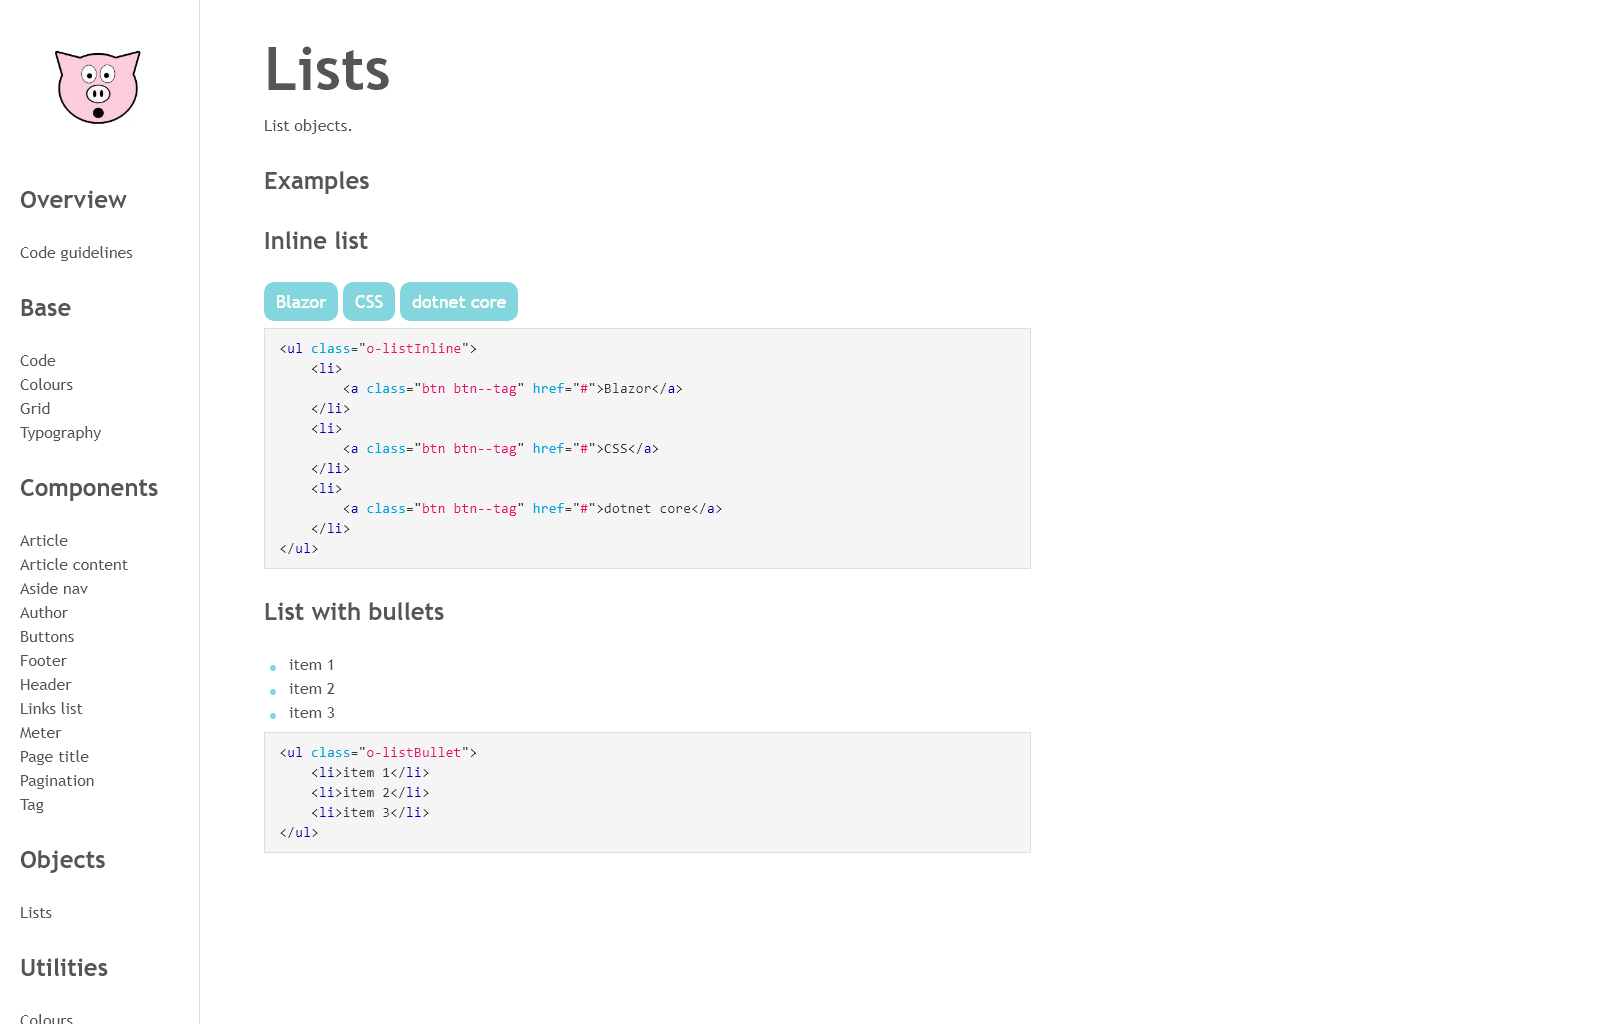 Overview
Code guidelines
Base
Code
Colours
Grid
Typography
Components
Article
Article content
Aside nav
Author
Buttons
Footer
Header
Links list
Meter
Page title
Pagination
Tag
Objects
Lists
Utilities
Colours
Lists
List objects.
Examples
Inline list
Blazor CSS dotnet core
<ul class="o-listInline">
    <li>
        <a class="btn btn--tag" href="#">Blazor</a>
    </li>
    <li>
        <a class="btn btn--tag" href="#">CSS</a>
    </li>
    <li>
        <a class="btn btn--tag" href="#">dotnet core</a>
    </li>
</ul>
List with bullets
item 1
item 2
item 3
<ul class="o-listBullet">
    <li>item 1</li>
    <li>item 2</li>
    <li>item 3</li>
</ul>